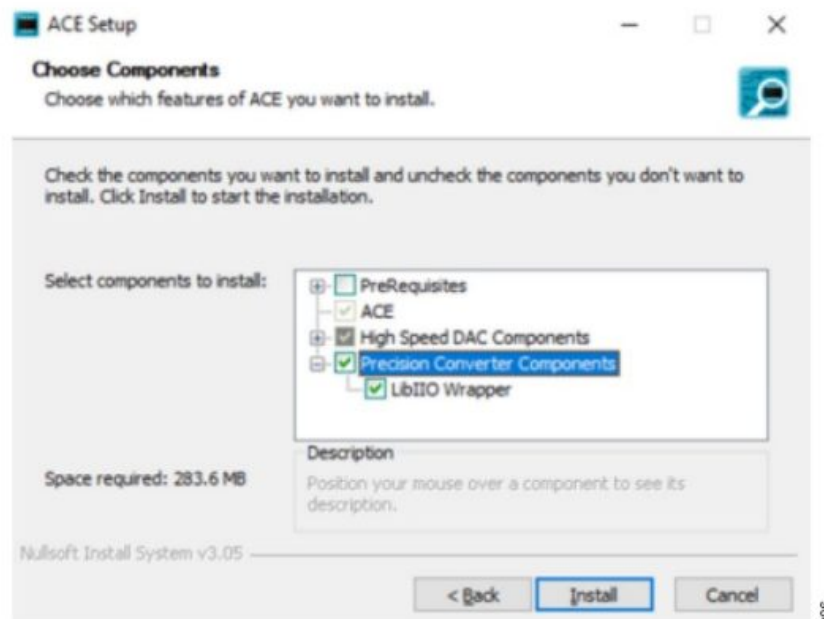 ACE Setup
Choose Components
Choose which features of ACE you want to install.
Check the components you want to install and uncheck the components you don't want to
install. Click Install to start the installation.
Select components to install:
PreRequisites
ACE
High Speed DAC Components
Precision Converter Components
LibIIO Wrapper
Space required: 283.6 MB
Description
Position your mouse over a component to see its
description.
Nullsoft Install System v3.05
< Back
Install
Cancel